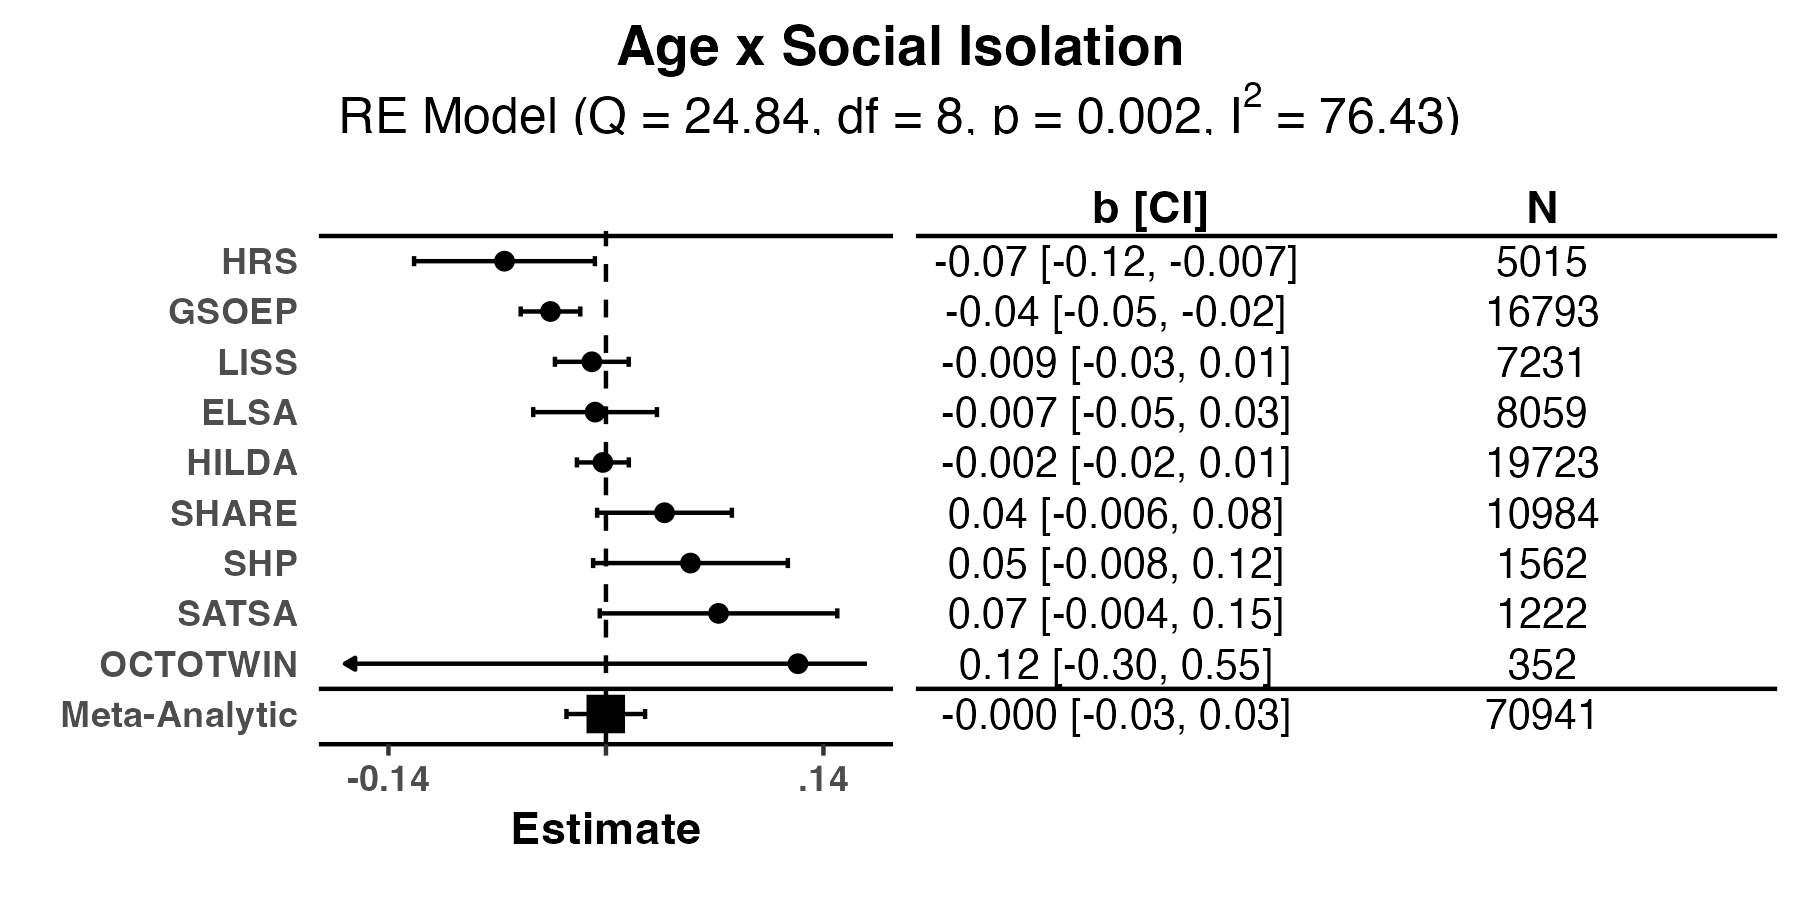 Age x Social Isolation
RE Model (Q = 24.84, df = 8, p = 0.002, I² = 76.43)
b [CI] N
HRS -0.07 [-0.12, -0.007] 5015
GSOEP -0.04 [-0.05, -0.02] 16793
LISS -0.009 [-0.03, 0.01] 7231
ELSA -0.007 [-0.05, 0.03] 8059
HILDA -0.002 [-0.02, 0.01] 19723
SHARE 0.04 [-0.006, 0.08] 10984
SHP 0.05 [-0.008, 0.12] 1562
SATSA 0.07 [-0.004, 0.15] 1222
OCTOTWIN 0.12 [-0.30, 0.55] 352
Meta-Analytic -0.000 [-0.03, 0.03] 70941
-0.14 .14
Estimate